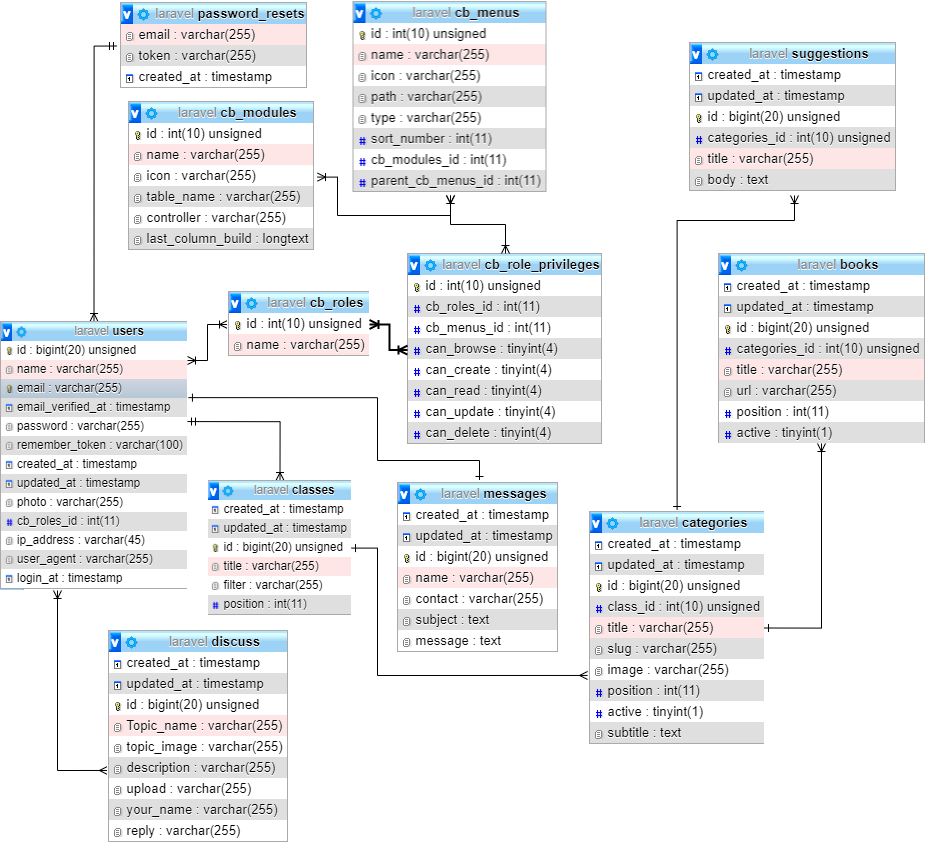 laravel password_resets
email : varchar(255)
token : varchar(255)
created_at : timestamp
laravel cb_menus
id : int(10) unsigned
name : varchar(255)
icon : varchar(255)
path : varchar(255)
type : varchar(255)
sort_number : int(11)
cb_modules_id : int(11)
parent_cb_menus_id : int(11)
laravel suggestions
created_at : timestamp
updated_at : timestamp
id : bigint(20) unsigned
categories_id : int(10) unsigned
title : varchar(255)
body : text
laravel cb_modules
id : int(10) unsigned
name : varchar(255)
icon : varchar(255)
table_name : varchar(255)
controller : varchar(255)
last_column_build : longtext
laravel cb_role_privileges
id : int(10) unsigned
cb_roles_id : int(11)
cb_menus_id : int(11)
can_browse : tinyint(4)
can_create : tinyint(4)
can_read : tinyint(4)
can_update : tinyint(4)
can_delete : tinyint(4)
laravel books
created_at : timestamp
updated_at : timestamp
id : bigint(20) unsigned
categories_id : int(10) unsigned
title : varchar(255)
url : varchar(255)
position : int(11)
active : tinyint(1)
laravel cb_roles
id : int(10) unsigned
name : varchar(255)
laravel users
id : bigint(20) unsigned
name : varchar(255)
email : varchar(255)
email_verified_at : timestamp
password : varchar(255)
remember_token : varchar(100)
created_at : timestamp
updated_at : timestamp
photo : varchar(255)
cb_roles_id : int(11)
ip_address : varchar(45)
user_agent : varchar(255)
login_at : timestamp
laravel classes
created_at : timestamp
updated_at : timestamp
id : bigint(20) unsigned
title : varchar(255)
filter : varchar(255)
position : int(11)
laravel messages
created_at : timestamp
updated_at : timestamp
id : bigint(20) unsigned
name : varchar(255)
contact : varchar(255)
subject : text
message : text
laravel categories
created_at : timestamp
updated_at : timestamp
id : bigint(20) unsigned
class_id : int(10) unsigned
title : varchar(255)
slug : varchar(255)
image : varchar(255)
position : int(11)
active : tinyint(1)
subtitle : text
laravel discuss
created_at : timestamp
updated_at : timestamp
id : bigint(20) unsigned
Topic_name : varchar(255)
topic_image : varchar(255)
description : varchar(255)
upload : varchar(255)
your_name : varchar(255)
reply : varchar(255)